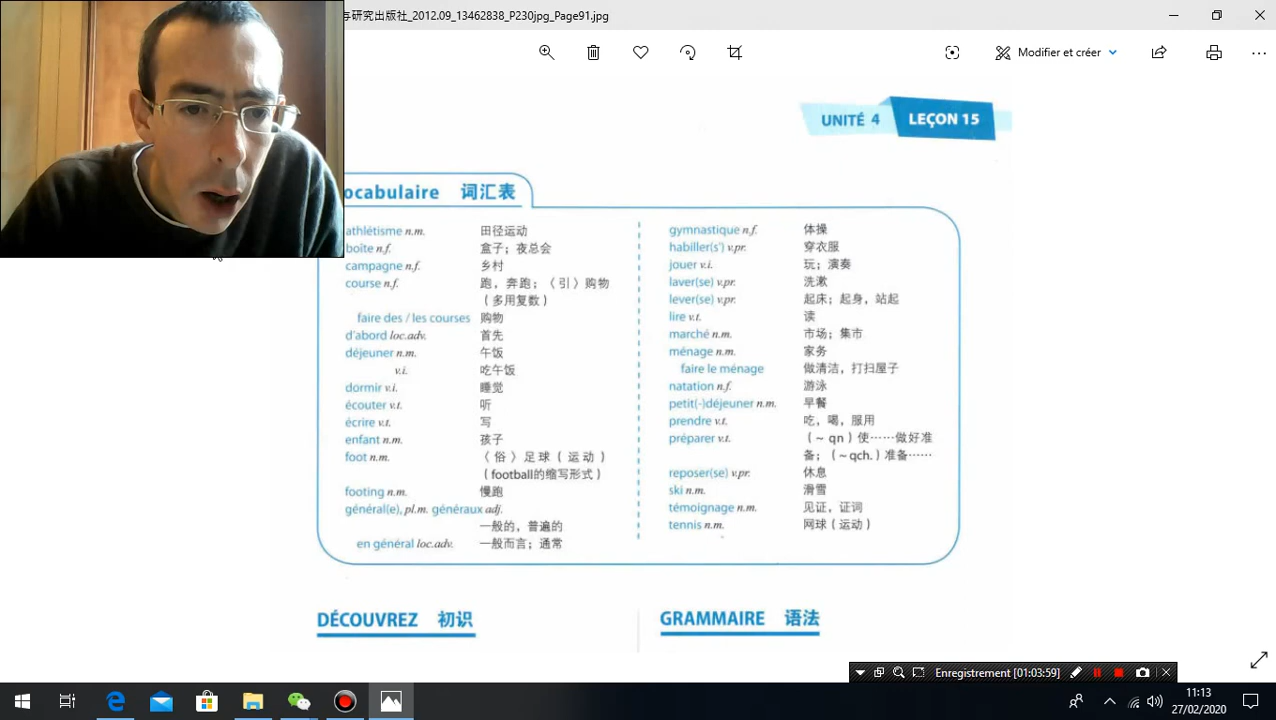 与研究出版社_2012.09_13462838_P230jpg_Page91.jpg
Modifier et créer
UNITÉ 4 LEÇON 15
ocabulaire 词汇表
athlétisme n.m. 田径运动
boîte n.f. 盒子；夜总会
campagne n.f. 乡村
course n.f. 跑，奔跑；〈引〉购物
（多用复数）
faire des / les courses 购物
d'abord loc.adv. 首先
déjeuner n.m. 午饭
v.i. 吃午饭
dormir v.i. 睡觉
écouter v.t. 听
écrire v.t. 写
enfant n.m. 孩子
foot n.m. 〈俗〉足球（运动）
（football的缩写形式）
footing n.m. 慢跑
général(e), pl.m. généraux adj.
一般的，普遍的
en général loc.adv. 一般而言；通常
gymnastique n.f. 体操
habiller(s') v.pr. 穿衣服
jouer v.i. 玩；演奏
laver(se) v.pr. 洗漱
lever(se) v.pr. 起床；起身，站起
lire v.t. 读
marché n.m. 市场；集市
ménage n.m. 家务
faire le ménage 做清洁，打扫屋子
natation n.f. 游泳
petit(-)déjeuner n.m. 早餐
prendre v.t. 吃，喝，服用
préparer v.t. （~ qn）使……做好准
备；（~qch.）准备……
reposer(se) v.pr. 休息
ski n.m. 滑雪
témoignage n.m. 见证，证词
tennis n.m. 网球（运动）
DÉCOUVREZ 初识
GRAMMAIRE 语法
Enregistrement [01:03:59]
11:13
27/02/2020